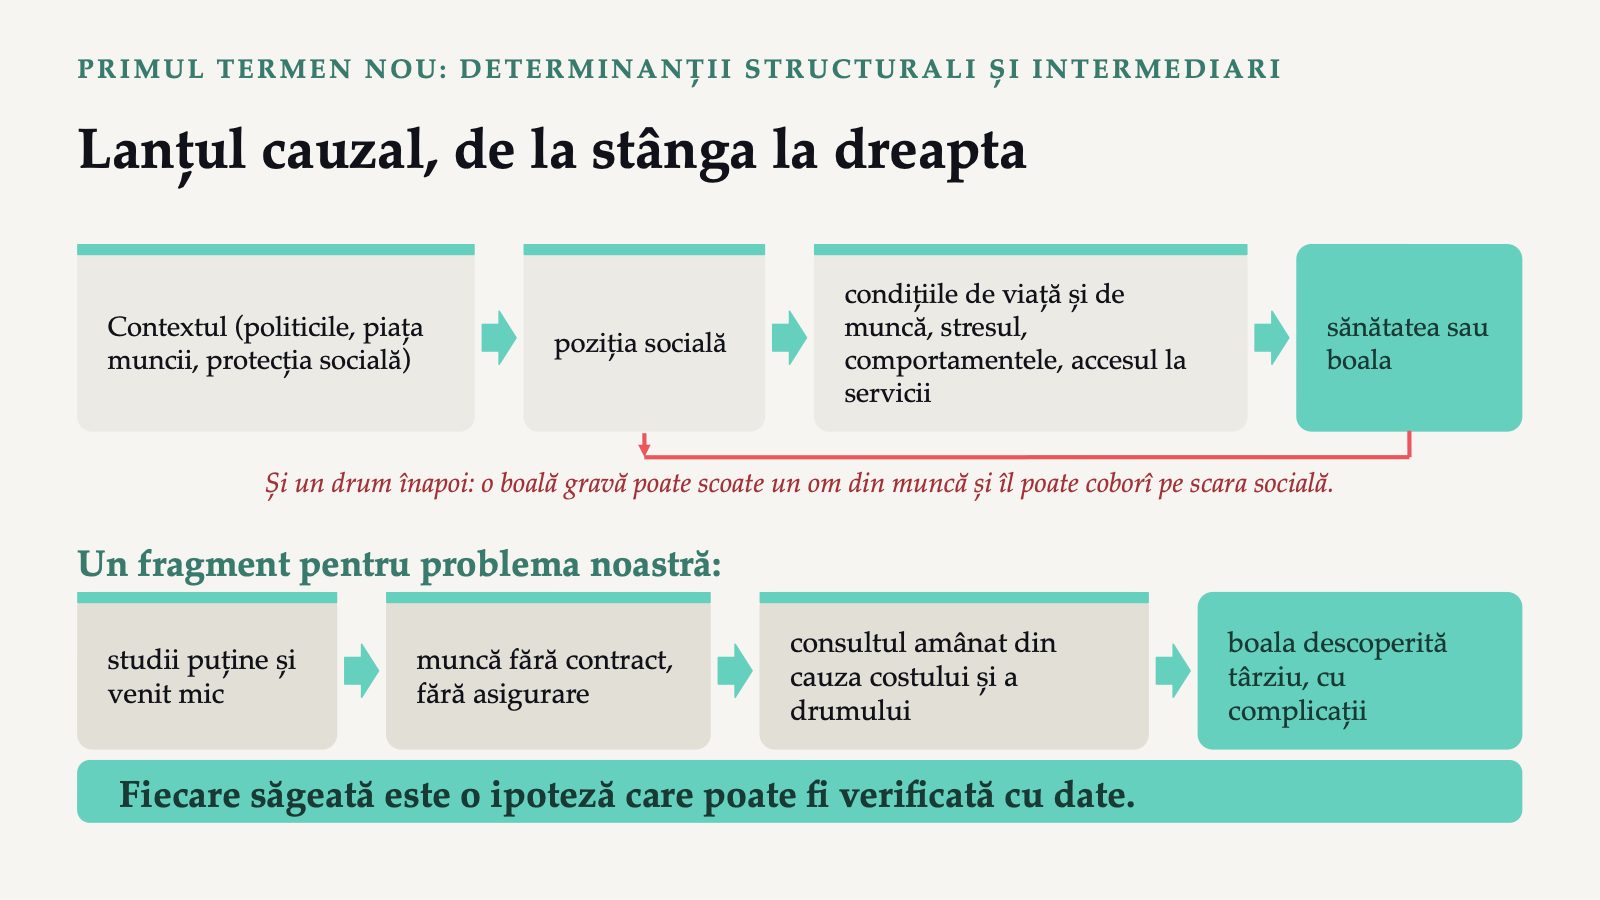 PRIMUL TERMEN NOU: DETERMINANȚII STRUCTURALI ȘI INTERMEDIARI
Lanțul cauzal, de la stânga la dreapta
Contextul (politicile, piața
muncii, protecția socială)
poziția socială
condițiile de viață și de
muncă, stresul,
comportamentele, accesul la
servicii
sănătatea sau
boala
Și un drum înapoi: o boală gravă poate scoate un om din muncă și îl poate coborî pe scara socială.
Un fragment pentru problema noastră:
studii puține și
venit mic
muncă fără contract,
fără asigurare
consultul amânat din
cauza costului și a
drumului
boala descoperită
târziu, cu
complicații
Fiecare săgeată este o ipoteză care poate fi verificată cu date.